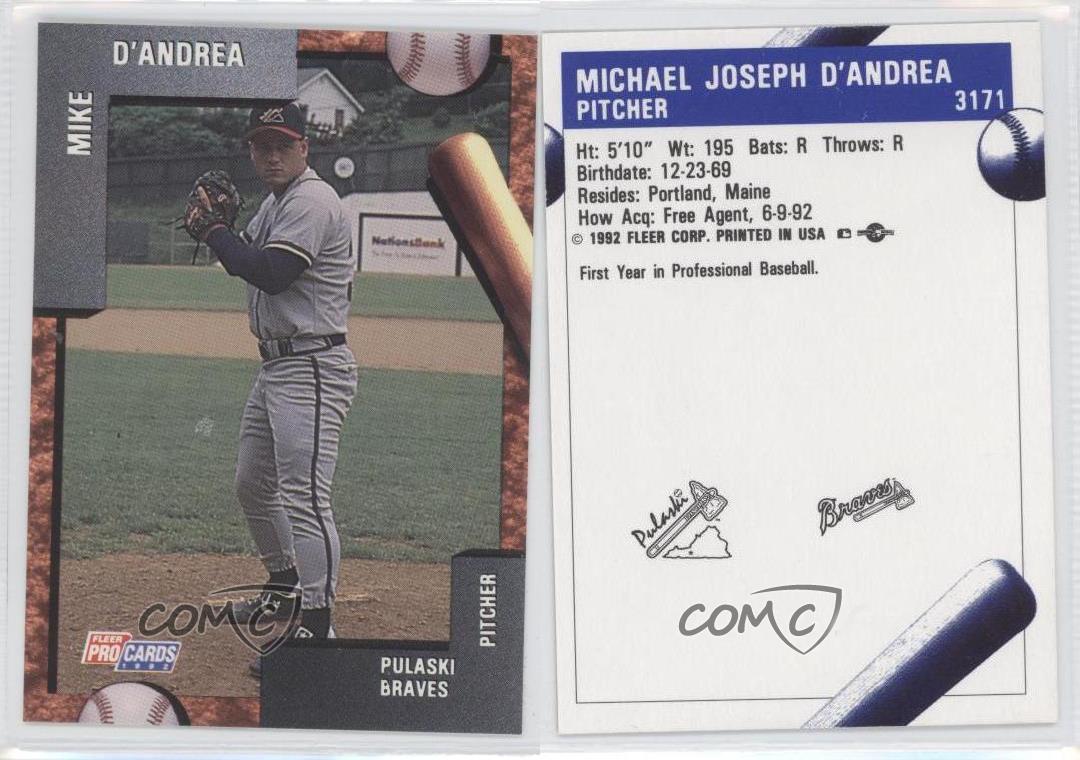 D'ANDREA
MIKE
NationsBank
PITCHER
FLEER
PRO CARDS
1992
PULASKI
BRAVES
COMC
MICHAEL JOSEPH D'ANDREA
PITCHER 3171
Ht: 5'10" Wt: 195 Bats: R Throws: R
Birthdate: 12-23-69
Resides: Portland, Maine
How Acq: Free Agent, 6-9-92
© 1992 FLEER CORP. PRINTED IN USA
First Year in Professional Baseball.
Pulaski
Braves
COMC